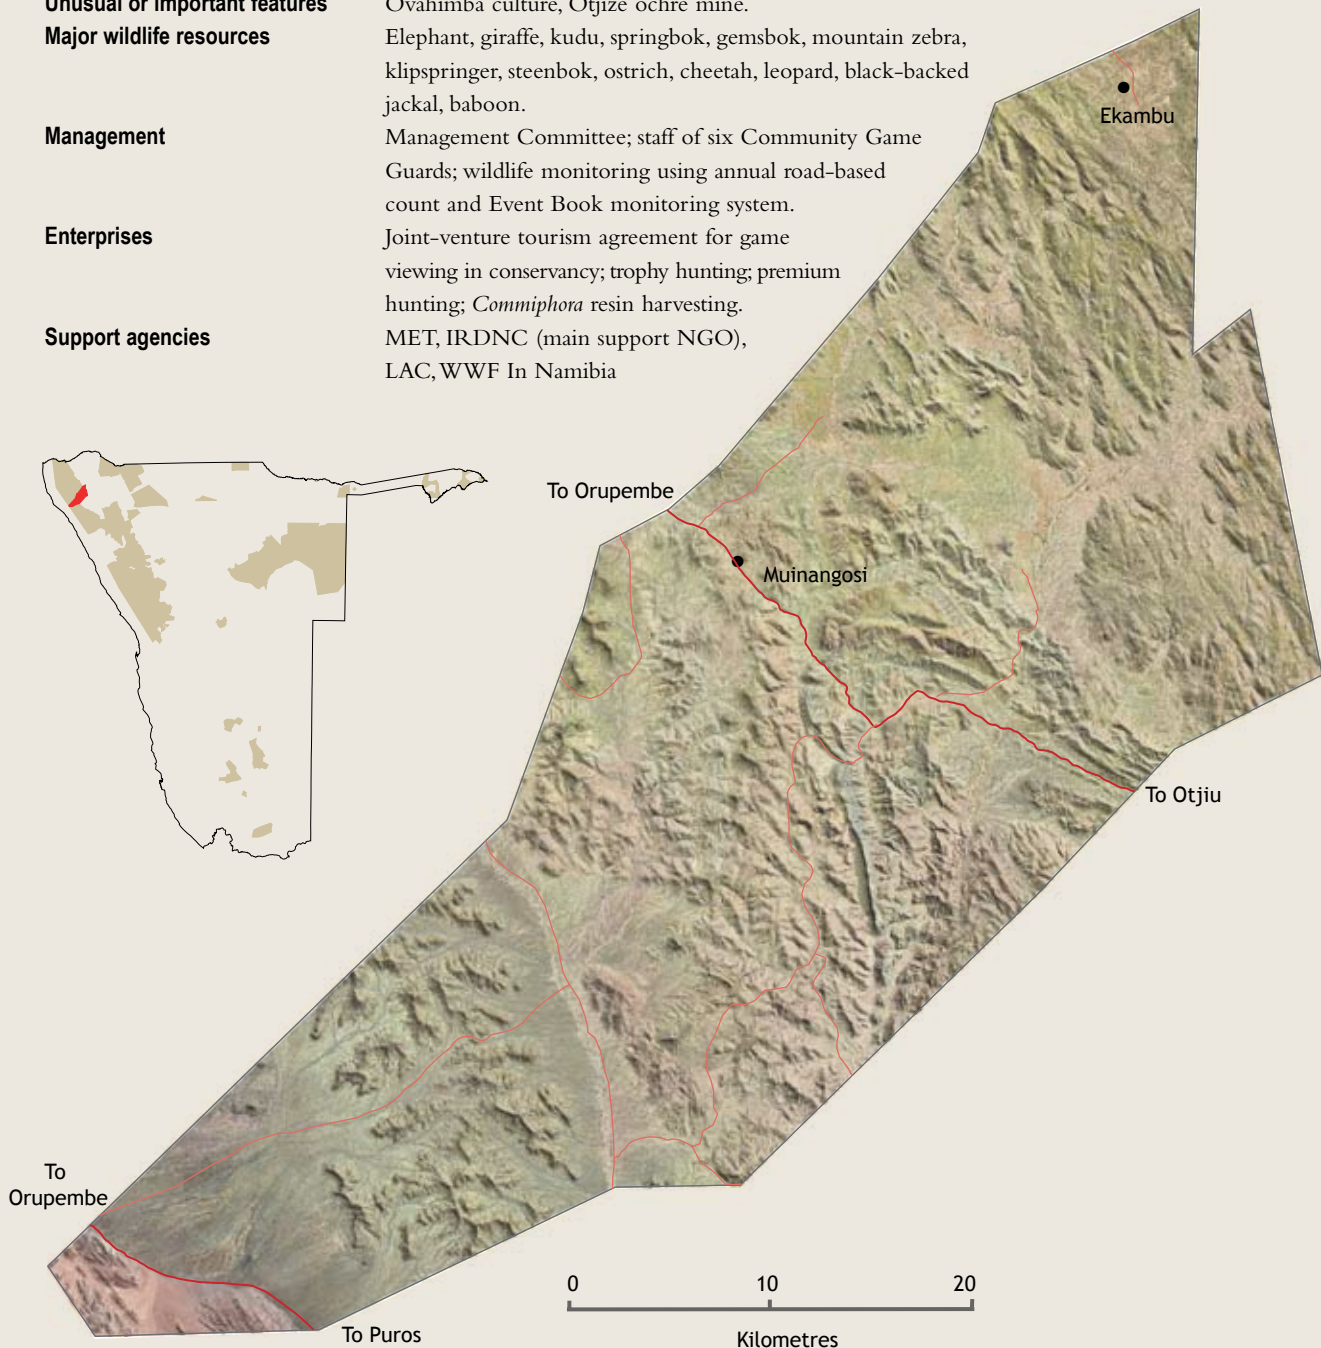 Unusual or important features Ovahimba culture, Otjize ochre mine.
Major wildlife resources Elephant, giraffe, kudu, springbok, gemsbok, mountain zebra,
klipspringer, steenbok, ostrich, cheetah, leopard, black-backed
jackal, baboon.
Management Management Committee; staff of six Community Game
Guards; wildlife monitoring using annual road-based
count and Event Book monitoring system.
Enterprises Joint-venture tourism agreement for game
viewing in conservancy; trophy hunting; premium
hunting; Commiphora resin harvesting.
Support agencies MET, IRDNC (main support NGO),
LAC, WWF In Namibia
Ekambu
To Orupembe
Muinangosi
To Otjiu
To
Orupembe
To Puros
0 10 20
Kilometres